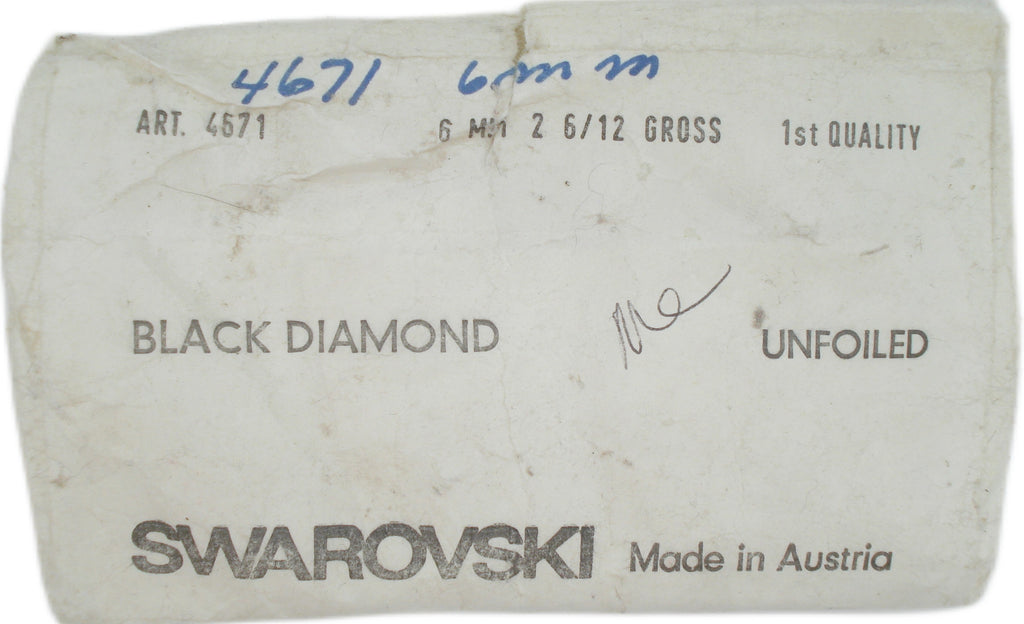 4671 6mm m
ART. 4671 6 MM 2 6/12 GROSS 1st QUALITY
BLACK DIAMOND UNFOILED
SWAROVSKI Made in Austria